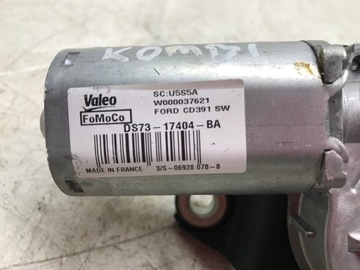 KOMBI
Valeo
FoMoCo
SC:U5S5A
W000037621
FORD CD391 SW
DS73-17404-BA
MADE IN FRANCE 3/S-06928 078-8